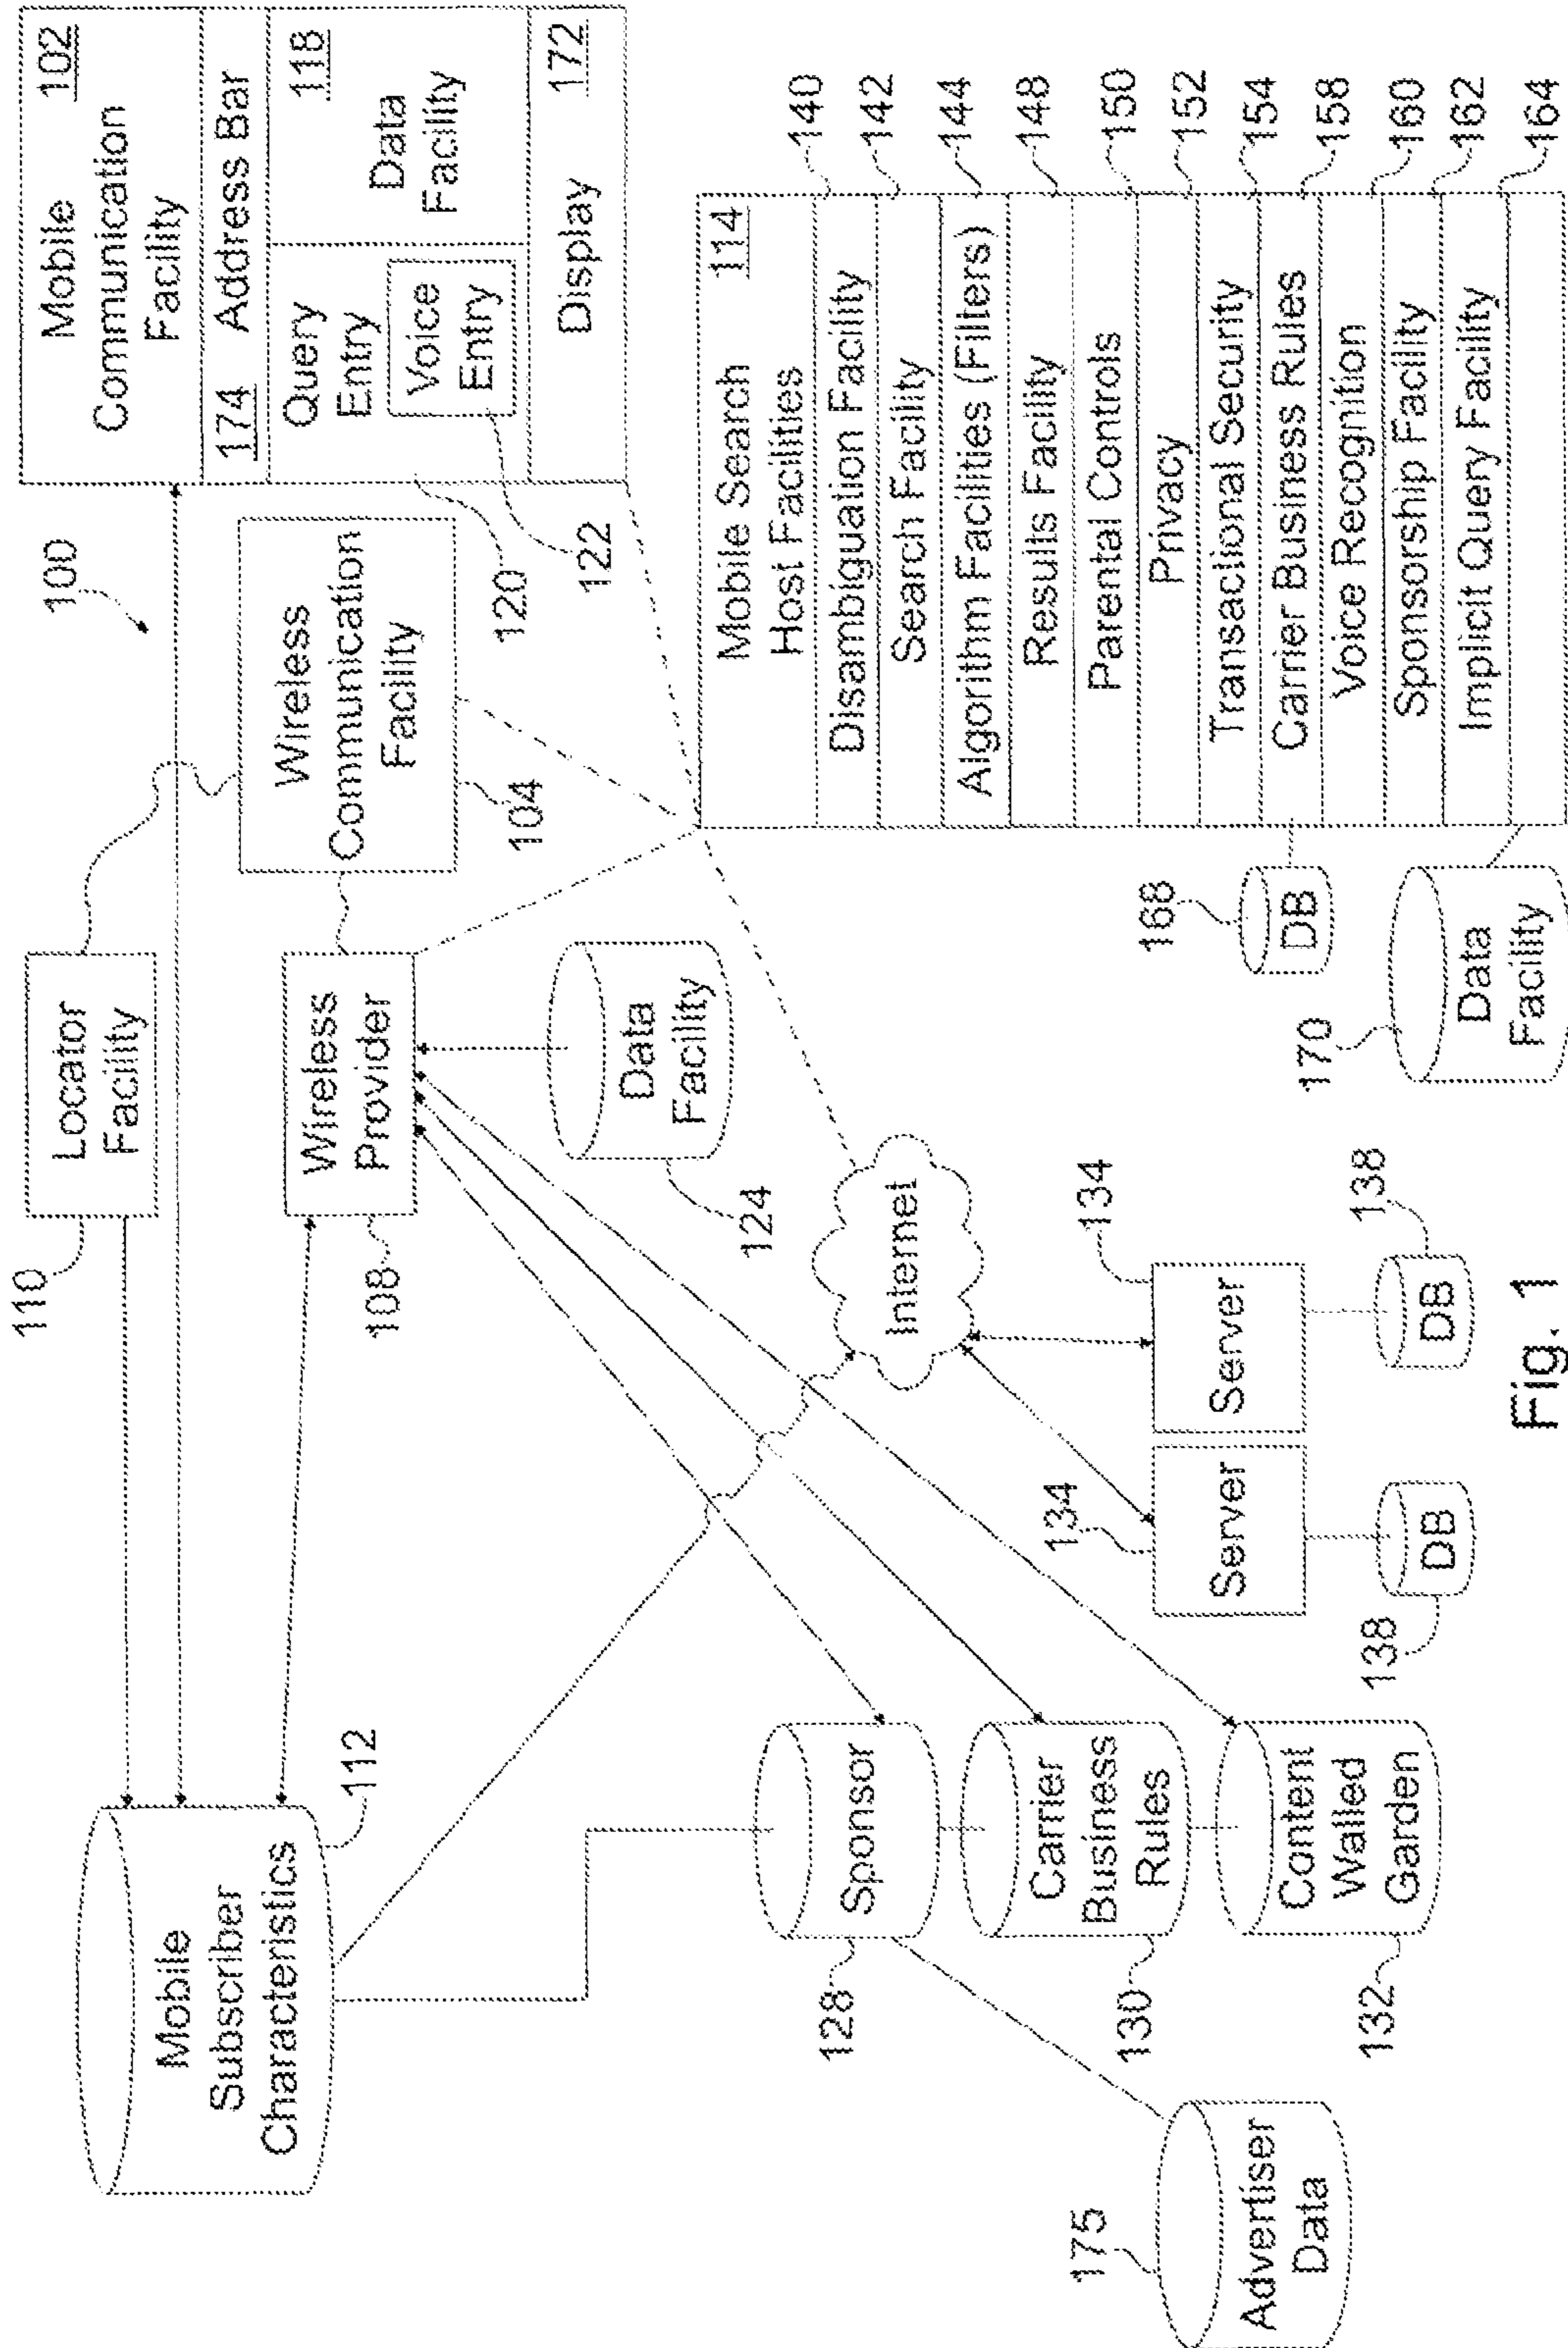 100
110
Locator
Facility
Mobile
Communication
Facility
102
174 Address Bar
Query
Entry
Voice
Entry
118
Data
Facility
Display
172
Mobile
Subscriber
Characteristics
112
Wireless
Provider
108
Wireless
Communication
Facility
104
120
122
Data
Facility
124
Sponsor
128
Carrier
Business
Rules
130
Content
Walled
Garden
132
Advertiser
Data
175
Internet
Server
134
Server
134
DB
138
DB
138
Mobile Search
Host Facilities
114
Disambiguation Facility
140
Search Facility
142
Algorithm Facilities (Filters)
144
Results Facility
148
Parental Controls
150
Privacy
152
Transactional Security
154
Carrier Business Rules
158
Voice Recognition
160
Sponsorship Facility
162
Implicit Query Facility
164
168
DB
170
Data
Facility
Fig. 1